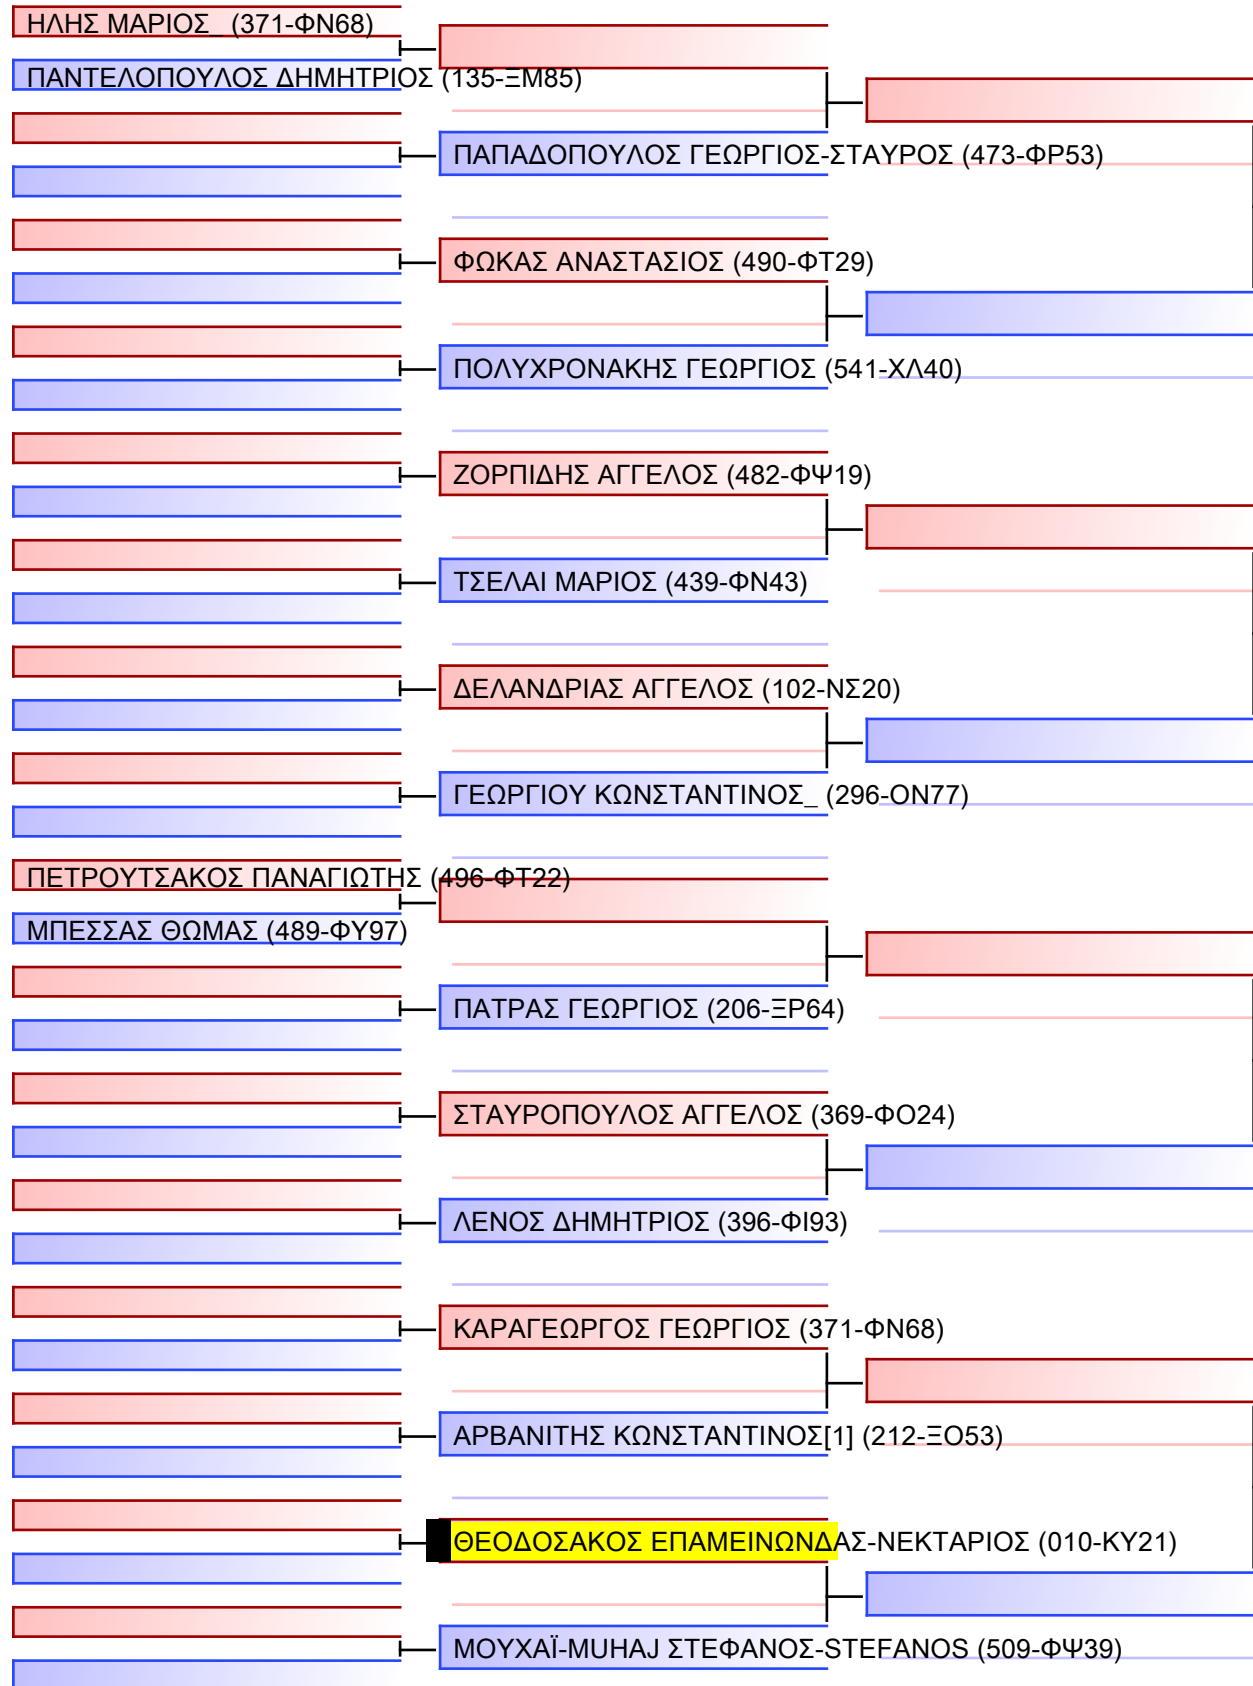 ΗΛΗΣ ΜΑΡΙΟΣ_ (371-ΦΝ68)
ΠΑΝΤΕΛΟΠΟΥΛΟΣ ΔΗΜΗΤΡΙΟΣ (135-ΞΜ85)
ΠΑΠΑΔΟΠΟΥΛΟΣ ΓΕΩΡΓΙΟΣ-ΣΤΑΥΡΟΣ (473-ΦΡ53)
ΦΩΚΑΣ ΑΝΑΣΤΑΣΙΟΣ (490-ΦΤ29)
ΠΟΛΥΧΡΟΝΑΚΗΣ ΓΕΩΡΓΙΟΣ (541-ΧΛ40)
ΖΟΡΠΙΔΗΣ ΑΓΓΕΛΟΣ (482-ΦΨ19)
ΤΣΕΛΑΙ ΜΑΡΙΟΣ (439-ΦΝ43)
ΔΕΛΑΝΔΡΙΑΣ ΑΓΓΕΛΟΣ (102-ΝΣ20)
ΓΕΩΡΓΙΟΥ ΚΩΝΣΤΑΝΤΙΝΟΣ_ (296-ΟΝ77)
ΠΕΤΡΟΥΤΣΑΚΟΣ ΠΑΝΑΓΙΩΤΗΣ (496-ΦΤ22)
ΜΠΕΣΣΑΣ ΘΩΜΑΣ (489-ΦΥ97)
ΠΑΤΡΑΣ ΓΕΩΡΓΙΟΣ (206-ΞΡ64)
ΣΤΑΥΡΟΠΟΥΛΟΣ ΑΓΓΕΛΟΣ (369-ΦΟ24)
ΛΕΝΟΣ ΔΗΜΗΤΡΙΟΣ (396-ΦΙ93)
ΚΑΡΑΓΕΩΡΓΟΣ ΓΕΩΡΓΙΟΣ (371-ΦΝ68)
ΑΡΒΑΝΙΤΗΣ ΚΩΝΣΤΑΝΤΙΝΟΣ[1] (212-ΞΟ53)
ΘΕΟΔΟΣΑΚΟΣ ΕΠΑΜΕΙΝΩΝΔΑΣ-ΝΕΚΤΑΡΙΟΣ (010-ΚΥ21)
ΜΟΥΧΑΪ-MUHAJ ΣΤΕΦΑΝΟΣ-STEFANOS (509-ΦΨ39)